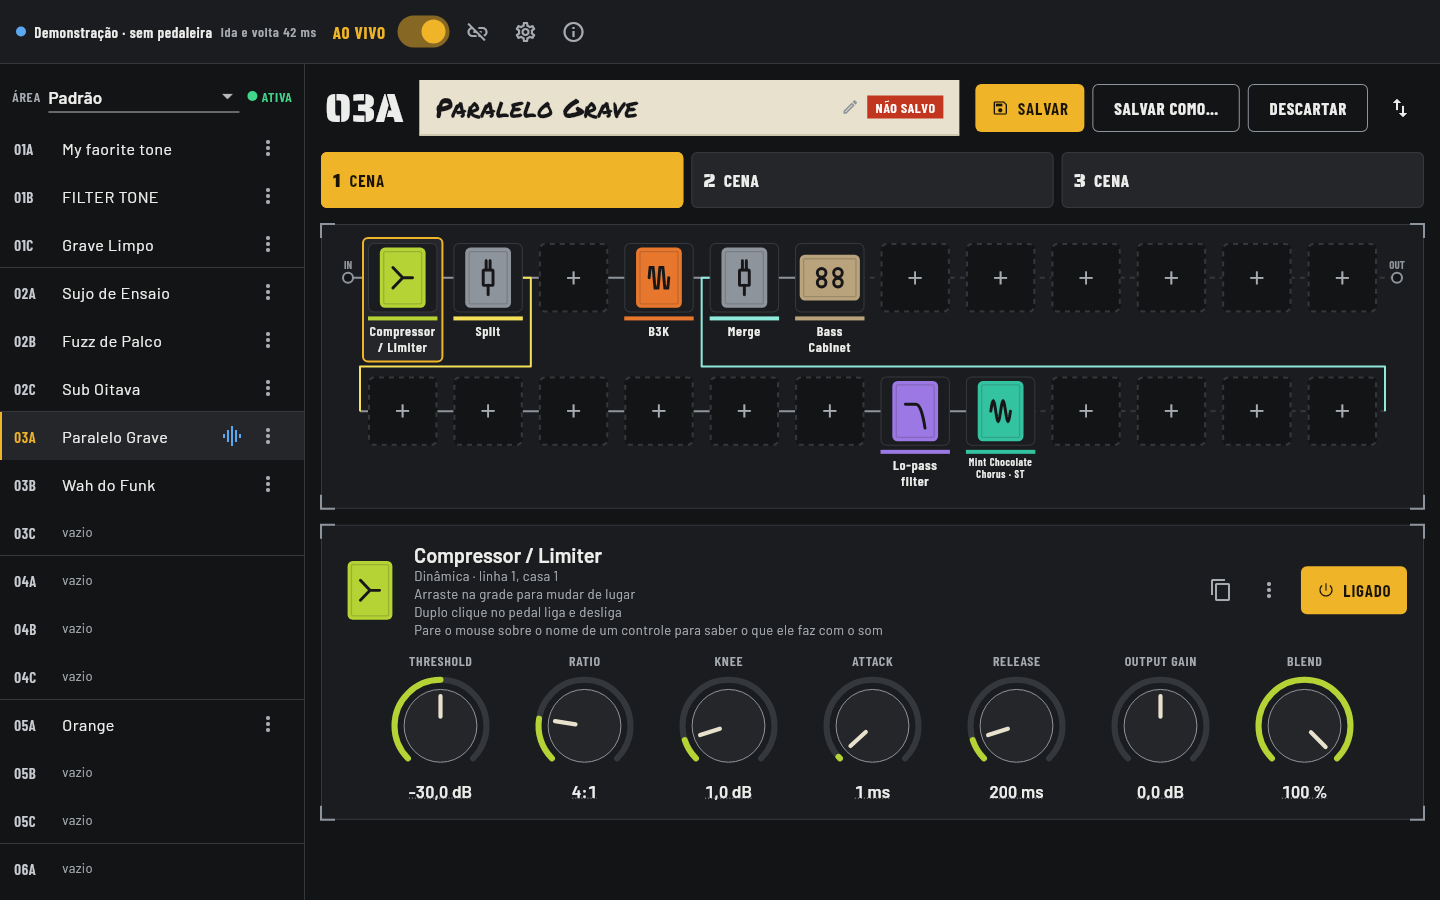 Demonstração · sem pedaleira Ida e volta 42 ms AO VIVO
ÁREA Padrão ATIVA
01A My faorite tone
01B FILTER TONE
01C Grave Limpo
02A Sujo de Ensaio
02B Fuzz de Palco
02C Sub Oitava
03A Paralelo Grave
03B Wah do Funk
03C vazio
04A vazio
04B vazio
04C vazio
05A Orange
05B vazio
05C vazio
06A vazio
03A Paralelo Grave NÃO SALVO SALVAR SALVAR COMO... DESCARTAR
1 CENA 2 CENA 3 CENA
IN OUT
88
Compressor / Limiter
Split
B3K
Merge
Bass Cabinet
Lo-pass filter
Mint Chocolate Chorus · ST
Compressor / Limiter
Dinâmica · linha 1, casa 1
Arraste na grade para mudar de lugar
Duplo clique no pedal liga e desliga
Pare o mouse sobre o nome de um controle para saber o que ele faz com o som
LIGADO
THRESHOLD RATIO KNEE ATTACK RELEASE OUTPUT GAIN BLEND
-30,0 dB 4:1 1,0 dB 1 ms 200 ms 0,0 dB 100 %